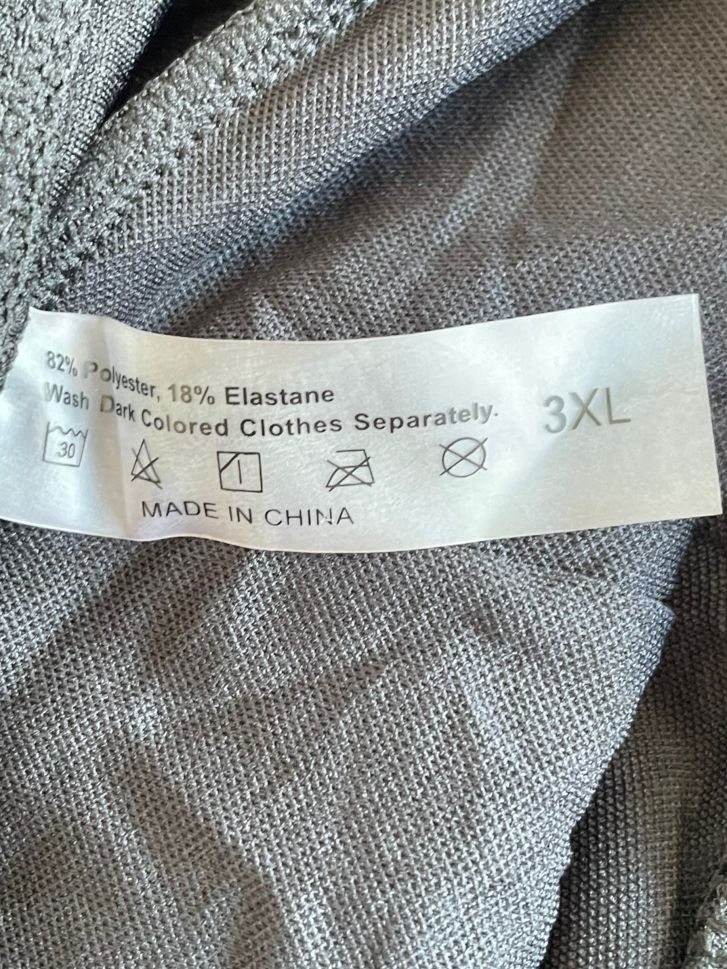 82% Polyester, 18% Elastane
Wash Dark Colored Clothes Separately.
3XL
30
MADE IN CHINA